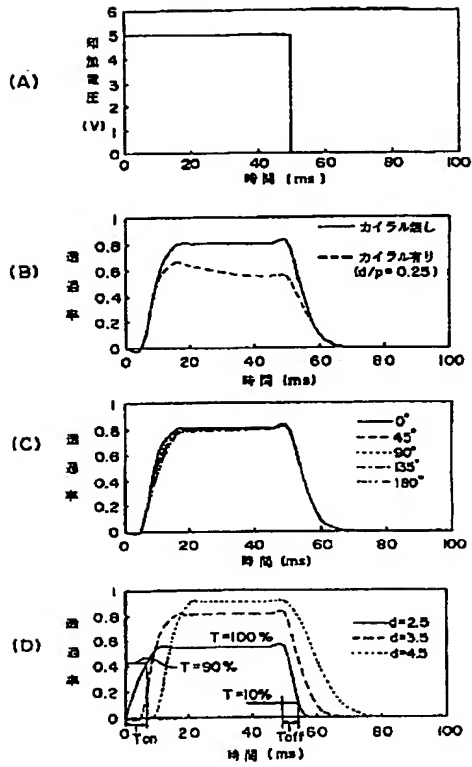 (A)
印加電圧 (V)
6
5
4
3
2
1
0
0 20 40 60 80 100
時間 (ms)
(B)
透過率
1
0.8
0.6
0.4
0.2
0
カイラル無し
カイラル有り
(d/p=0.25)
0 20 40 60 80 100
時間 (ms)
(C)
透過率
1
0.8
0.6
0.4
0.2
0
0°
45°
90°
135°
180°
0 20 40 60 80 100
時間 (ms)
(D)
透過率
1
0.8
0.6
0.4
0.2
0
T=100%
T=90%
T=10%
d=2.5
d=3.5
d=4.5
0 20 40 60 80 100
Ton
Toff
時間 (ms)